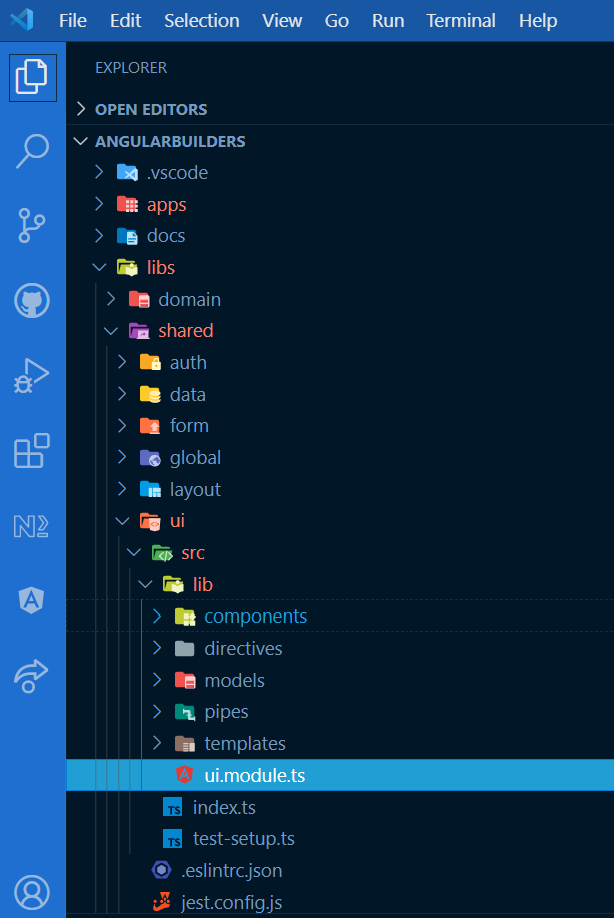 File Edit Selection View Go Run Terminal Help
EXPLORER
OPEN EDITORS
ANGULARBUILDERS
.vscode
apps
docs
libs
domain
shared
auth
data
form
global
layout
ui
src
lib
components
directives
models
pipes
templates
ui.module.ts
TS index.ts
TS test-setup.ts
.eslintrc.json
jest.config.js